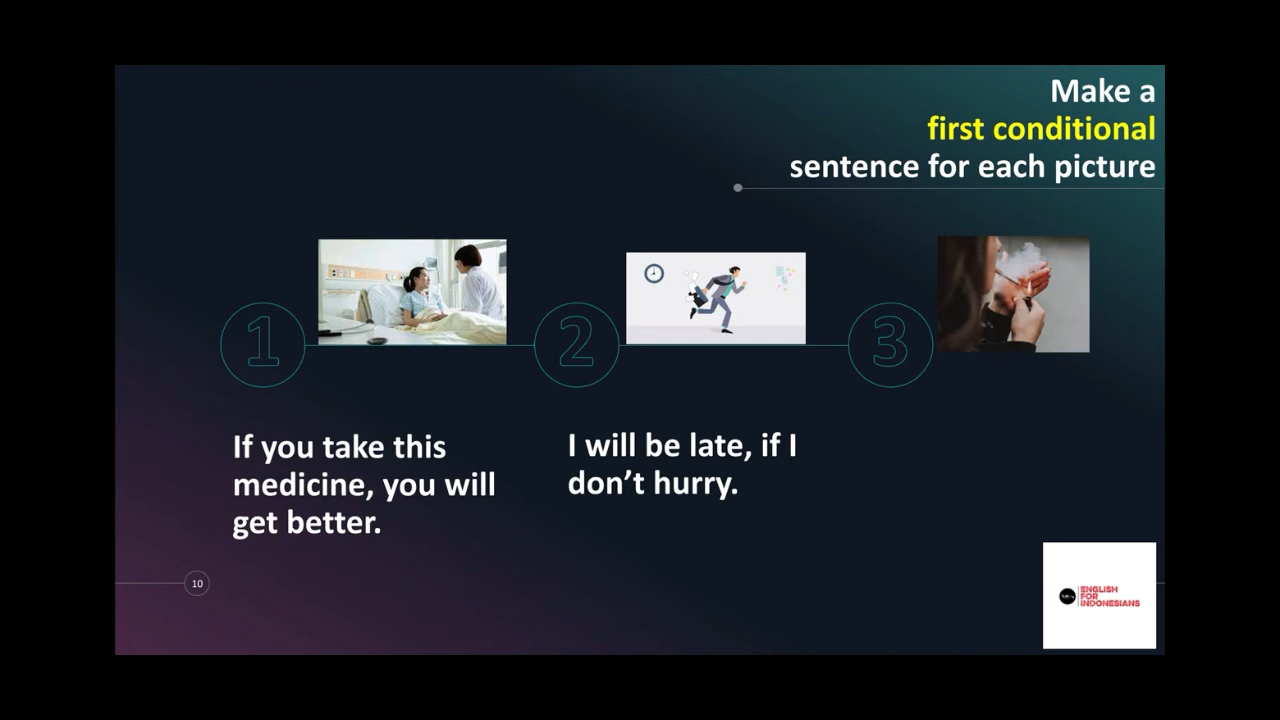 Make a
first conditional
sentence for each picture
1
2
3
If you take this
medicine, you will
get better.
I will be late, if I
don’t hurry.
10
ENGLISH
FOR
INDONESIANS